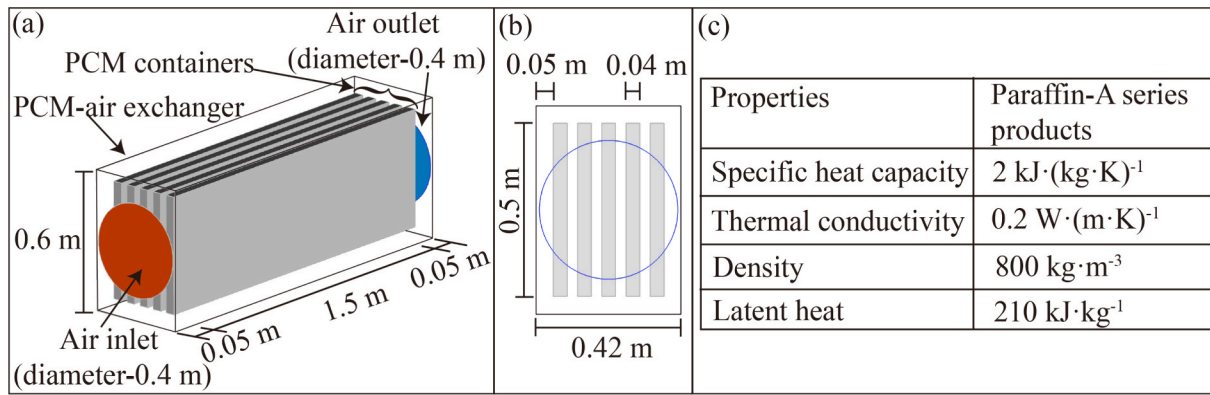 (a)
Air outlet
(diameter-0.4 m)
PCM containers
PCM-air exchanger
0.6 m
0.05 m
1.5 m
0.05 m
Air inlet
(diameter-0.4 m)
(b)
0.05 m
0.04 m
0.5 m
0.42 m
(c)
Properties
Paraffin-A series
products
Specific heat capacity
2 kJ·(kg·K)⁻¹
Thermal conductivity
0.2 W·(m·K)⁻¹
Density
800 kg·m⁻³
Latent heat
210 kJ·kg⁻¹